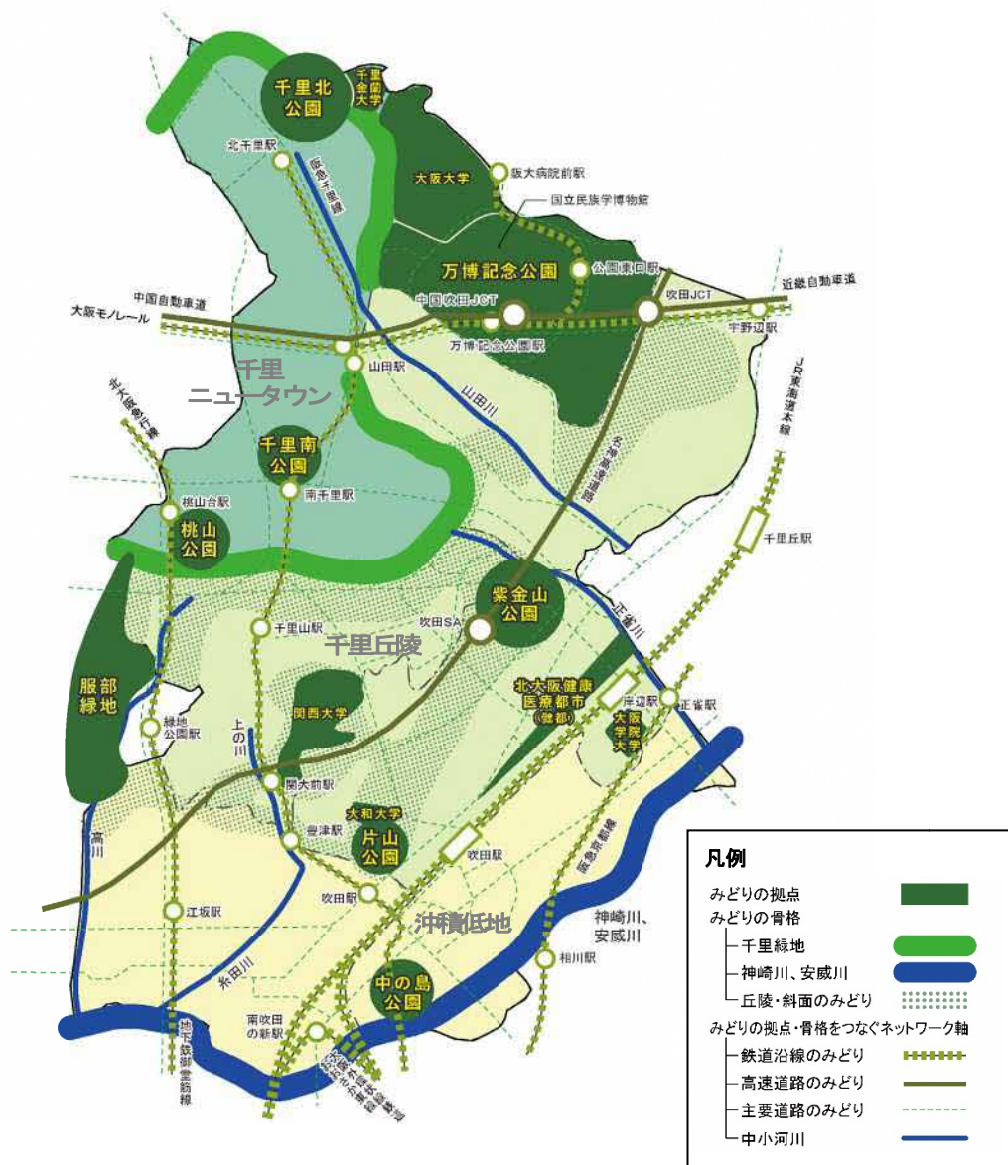 千里北
公園
千里
金蘭
大学
北千里駅
阪急千里線
大阪大学
阪大病院前駅
国立民族学博物館
万博記念公園
公園東口駅
中国吹田JCT
吹田JCT
近畿自動車道
中国自動車道
大阪モノレール
宇野辺駅
万博記念公園駅
山田駅
千里
ニュータウン
山田川
JR東海道本線
北大阪急行線
千里南
公園
名神高速道路
南千里駅
桃山台駅
千里丘駅
桃山
公園
紫金山
公園
正雀川
千里山駅
吹田SA
千里丘陵
服部
緑地
北大阪健康
医療都市
(健都)
岸辺駅
正雀駅
関西大学
大阪
学院
大学
緑地
公園駅
上の川
関大前駅
大和大学
片山
公園
豊津駅
高川
吹田駅
阪急京都線
吹田駅
江坂駅
沖積低地
神崎川、
安威川
相川駅
糸田川
中の島
公園
南吹田
の新駅
地下鉄御堂筋線
凡例
みどりの拠点
みどりの骨格
千里緑地
神崎川、安威川
丘陵・斜面のみどり
みどりの拠点・骨格をつなぐネットワーク軸
鉄道沿線のみどり
高速道路のみどり
主要道路のみどり
中小河川